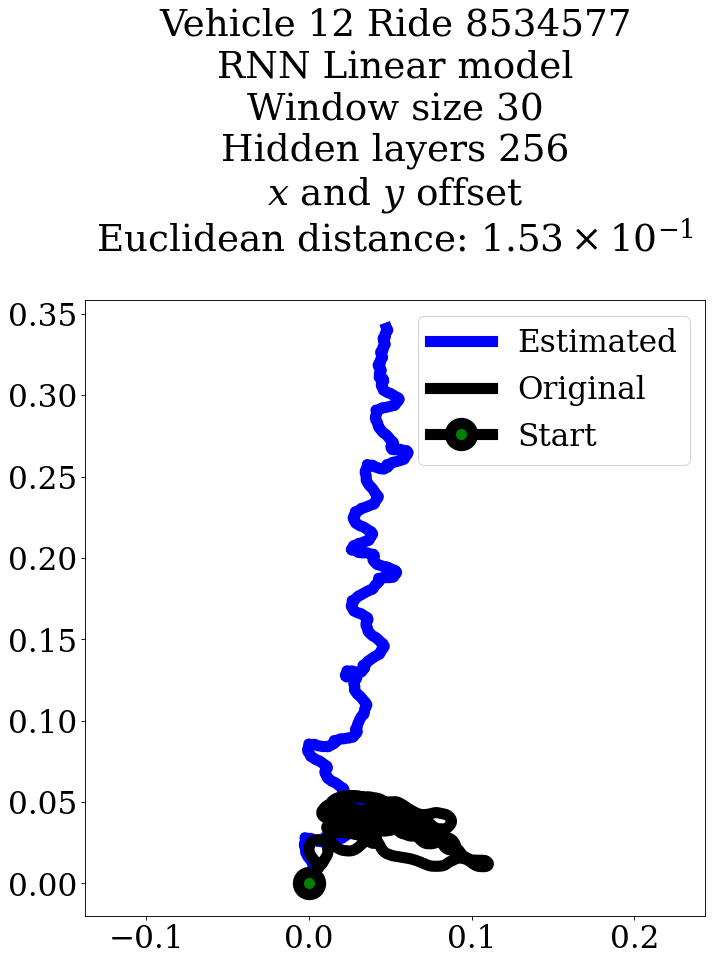 Vehicle 12 Ride 8534577
RNN Linear model
Window size 30
Hidden layers 256
x and y offset
Euclidean distance: 1.53 × 10⁻¹
0.35
0.30
0.25
0.20
0.15
0.10
0.05
0.00
−0.1
0.0
0.1
0.2
Estimated
Original
Start